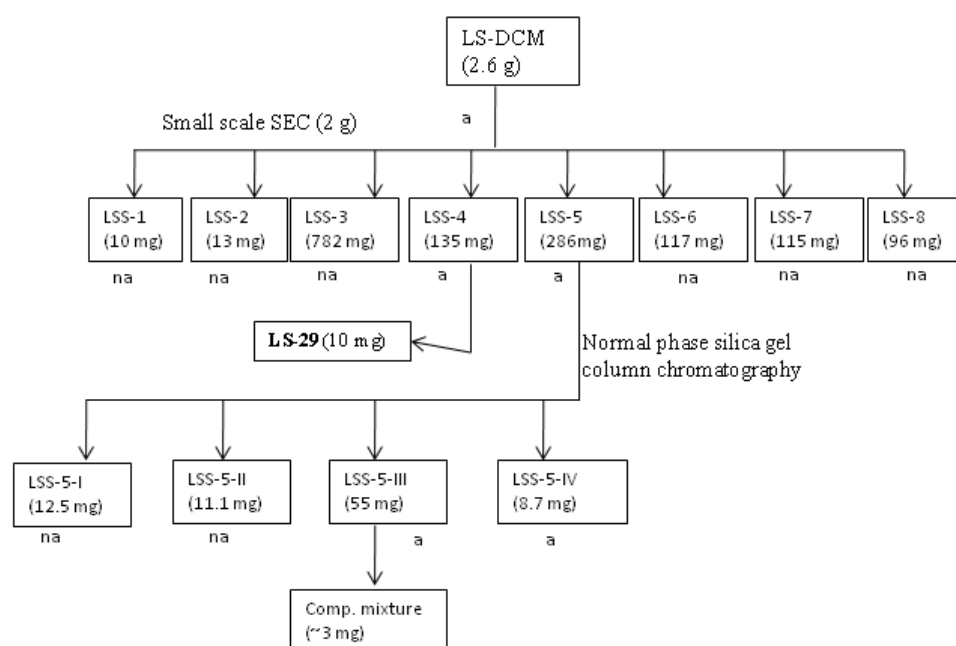 LS-DCM
(2.6 g)
Small scale SEC (2 g)
a
LSS-1
(10 mg)
na
LSS-2
(13 mg)
na
LSS-3
(782 mg)
na
LSS-4
(135 mg)
a
LSS-5
(286mg)
a
LSS-6
(117 mg)
na
LSS-7
(115 mg)
na
LSS-8
(96 mg)
na
LS-29 (10 mg)
Normal phase silica gel
column chromatography
LSS-5-I
(12.5 mg)
na
LSS-5-II
(11.1 mg)
na
LSS-5-III
(55 mg)
a
LSS-5-IV
(8.7 mg)
a
Comp. mixture
(~3 mg)